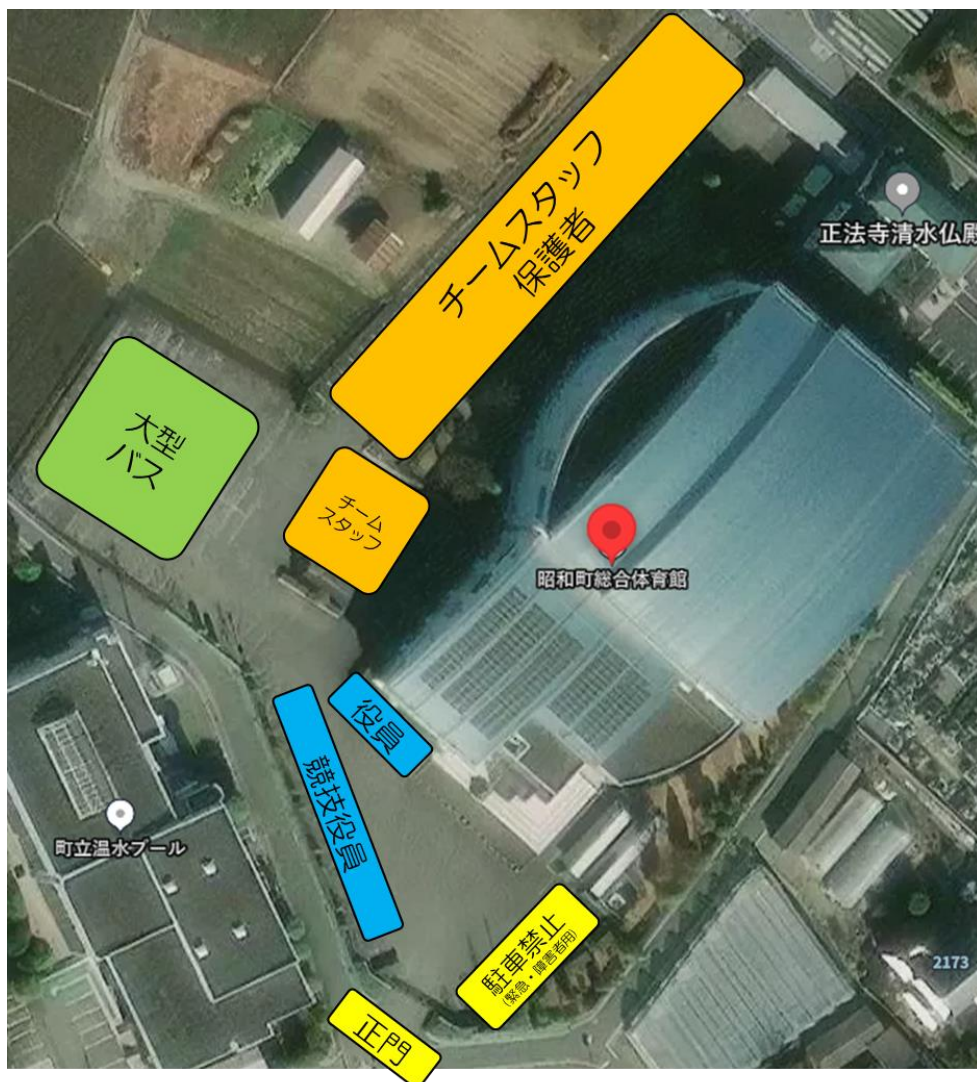 チームスタッフ
保護者
正法寺清水仏殿
大型
バス
チーム
スタッフ
昭和町総合体育館
役員
競技役員
町立温水プール
駐車禁止
(緊急・障害者用)
2173
正門